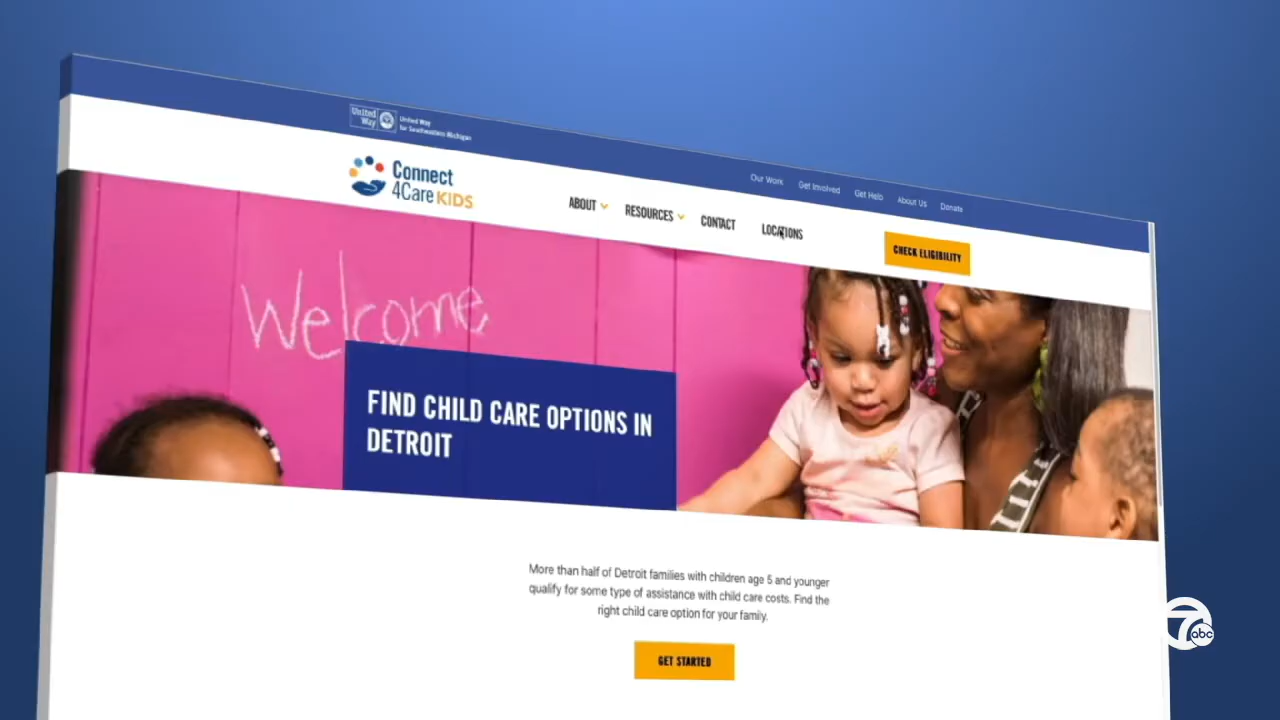 United
Way
United Way
for Southeastern Michigan
Our Work Get Involved Get Help About Us Donate
Connect
4Care KIDS
ABOUT RESOURCES CONTACT LOCATIONS
CHECK ELIGIBILITY
Welcome
FIND CHILD CARE OPTIONS IN
DETROIT
More than half of Detroit families with children age 5 and younger
qualify for some type of assistance with child care costs. Find the
right child care option for your family.
GET STARTED
7 abc